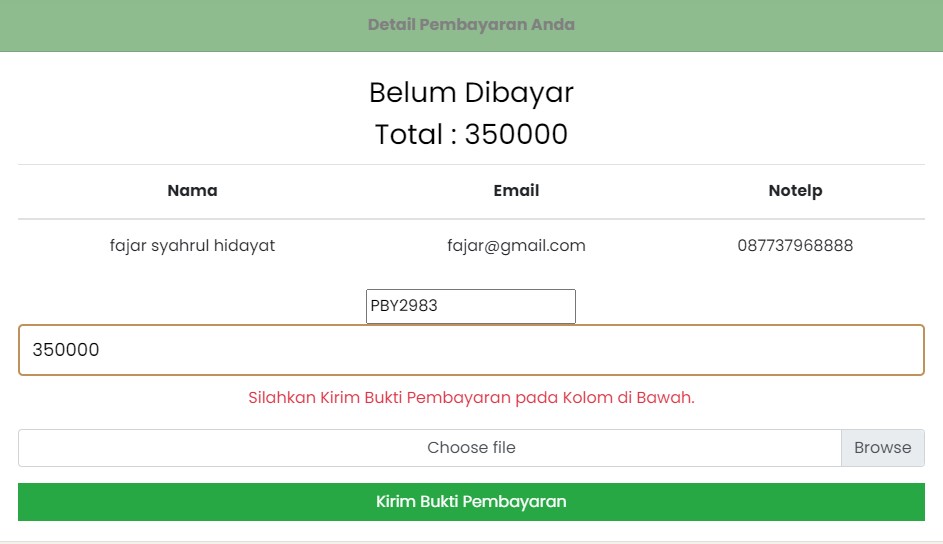 Detail Pembayaran Anda
Belum Dibayar
Total : 350000
Nama Email Notelp
fajar syahrul hidayat fajar@gmail.com 087737968888
PBY2983
350000
Silahkan Kirim Bukti Pembayaran pada Kolom di Bawah.
Choose file Browse
Kirim Bukti Pembayaran